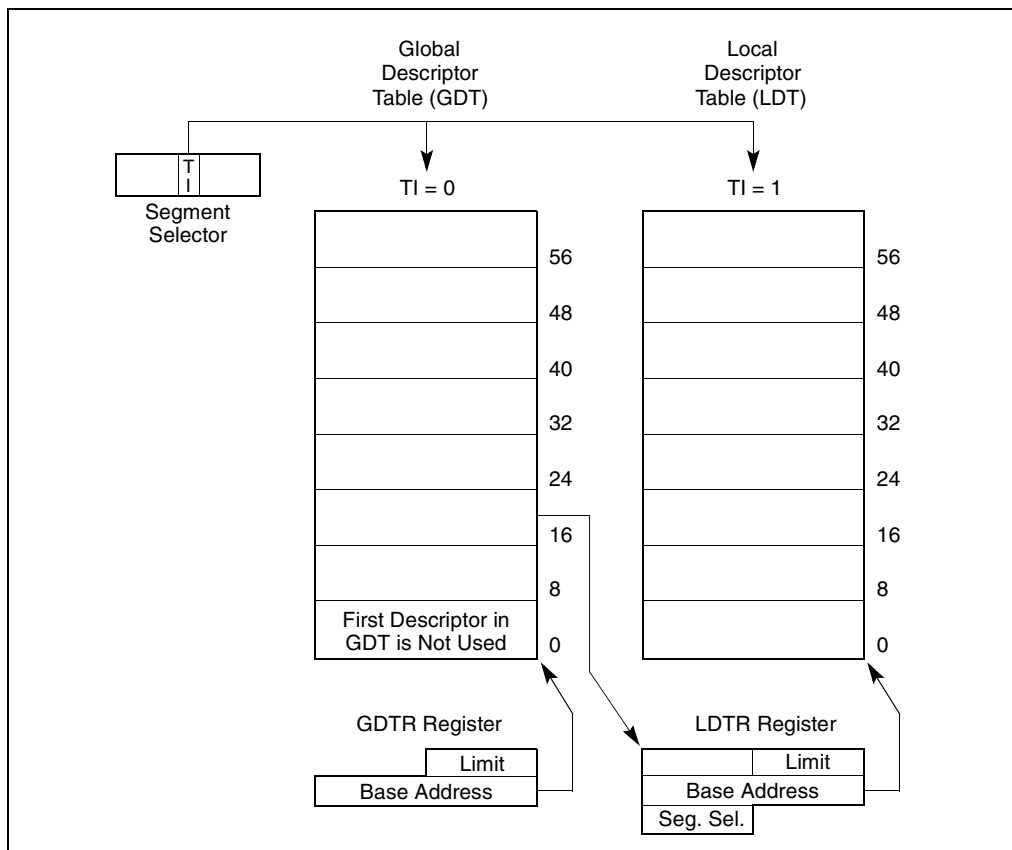 Global
Descriptor
Table (GDT)
Local
Descriptor
Table (LDT)
T
I
Segment
Selector
TI = 0
TI = 1
56
48
40
32
24
16
8
First Descriptor in
GDT is Not Used
0
56
48
40
32
24
16
8
0
GDTR Register
Limit
Base Address
LDTR Register
Limit
Base Address
Seg. Sel.